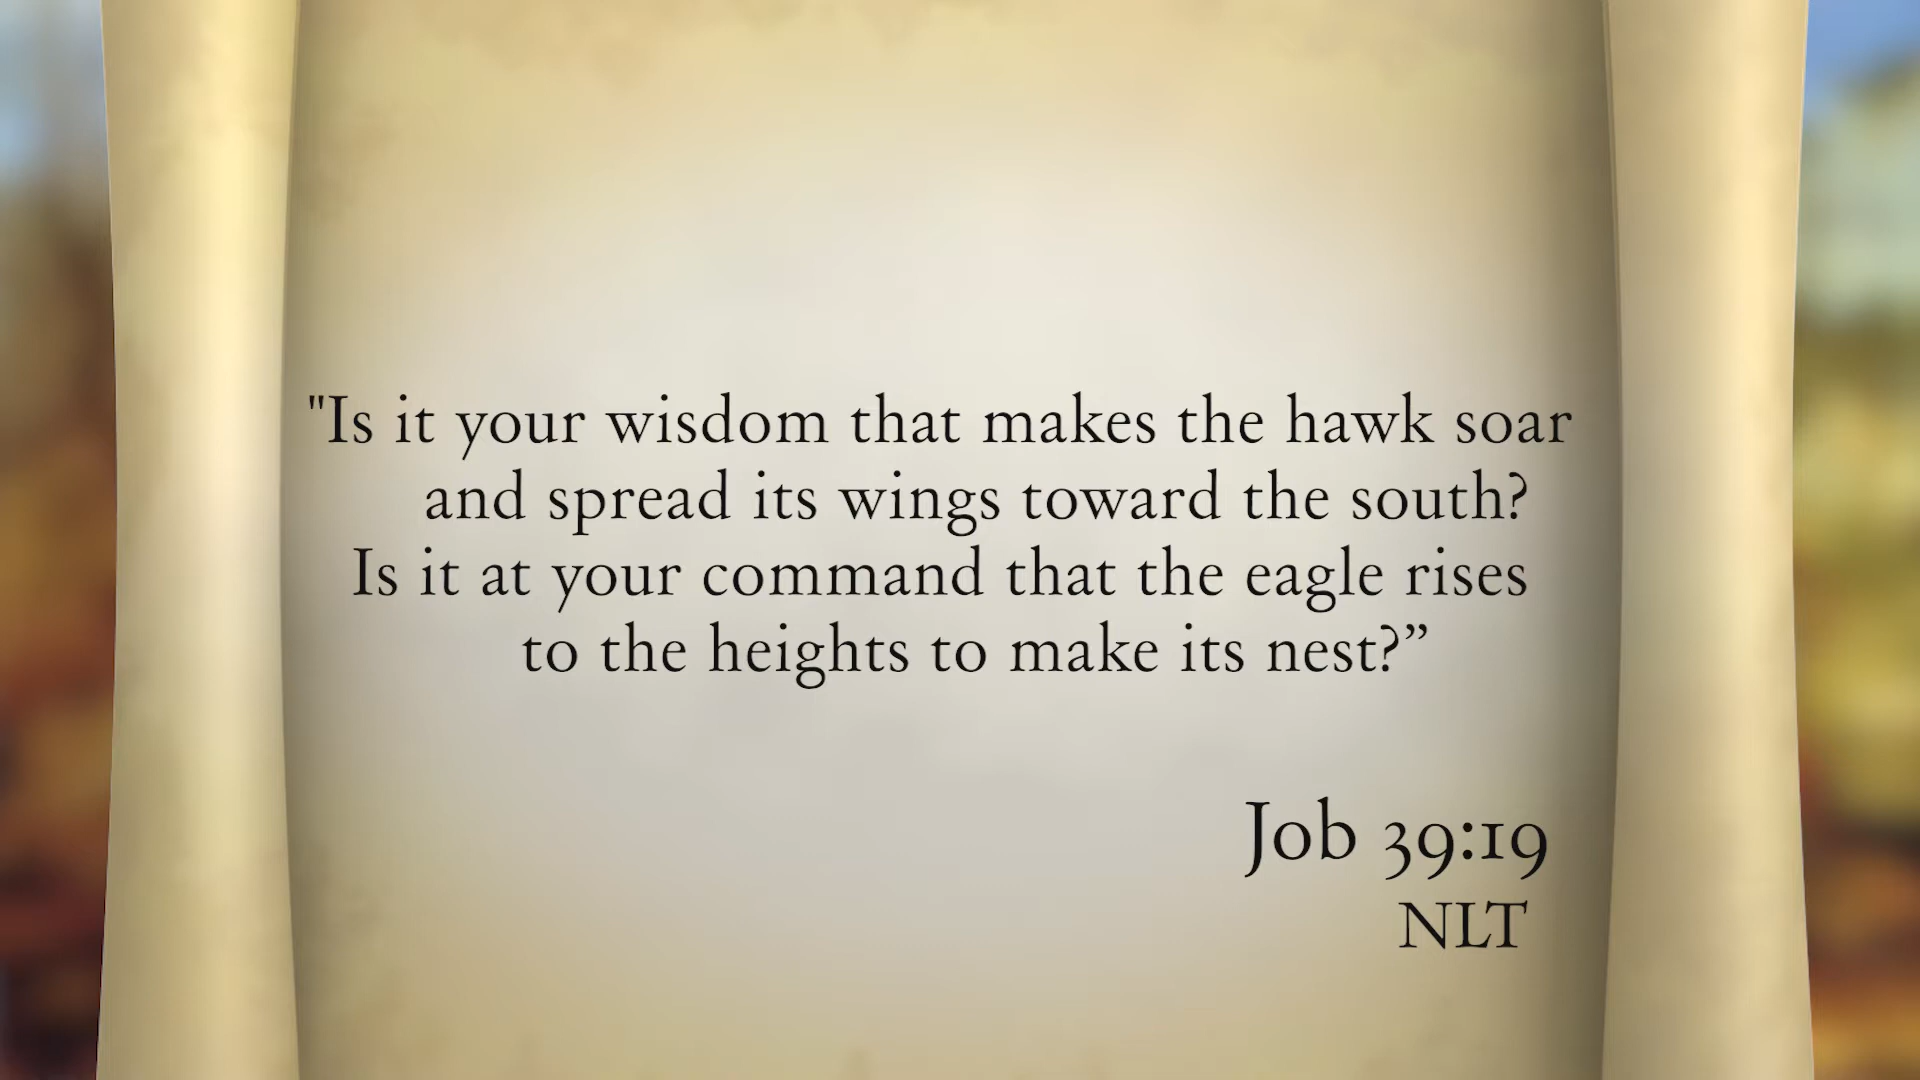 "Is it your wisdom that makes the hawk soar
and spread its wings toward the south?
Is it at your command that the eagle rises
to the heights to make its nest?”
Job 39:19
NLT